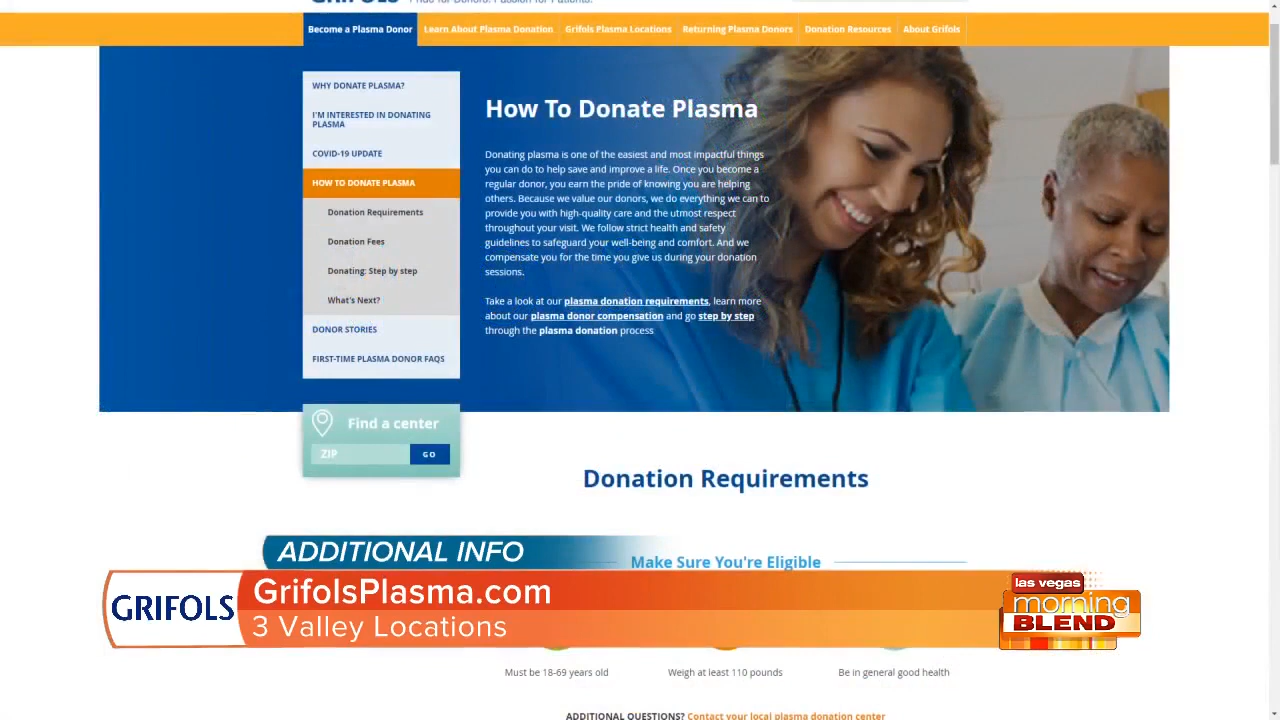 GRIFOLS Pride for Donors. Passion for Patients.
Become a Plasma Donor Learn About Plasma Donation Grifols Plasma Locations Returning Plasma Donors Donation Resources About Grifols
WHY DONATE PLASMA?
I'M INTERESTED IN DONATING
PLASMA
COVID-19 UPDATE
HOW TO DONATE PLASMA
Donation Requirements
Donation Fees
Donating: Step by step
What's Next?
DONOR STORIES
FIRST-TIME PLASMA DONOR FAQS
Find a center
ZIP GO
How To Donate Plasma
Donating plasma is one of the easiest and most impactful things
you can do to help save and improve a life. Once you become a
regular donor, you earn the pride of knowing you are helping
others. Because we value our donors, we do everything we can to
provide you with high-quality care and the utmost respect
throughout your visit. We follow strict health and safety
guidelines to safeguard your well-being and comfort. And we
compensate you for the time you give us during your donation
sessions.
Take a look at our plasma donation requirements, learn more
about our plasma donor compensation and go step by step
through the plasma donation process
Donation Requirements
Make Sure You're Eligible
ADDITIONAL INFO
GRIFOLS
GrifolsPlasma.com
3 Valley Locations
las vegas
morning
BLEND
Must be 18-69 years old Weigh at least 110 pounds Be in general good health
ADDITIONAL QUESTIONS? Contact your local plasma donation center